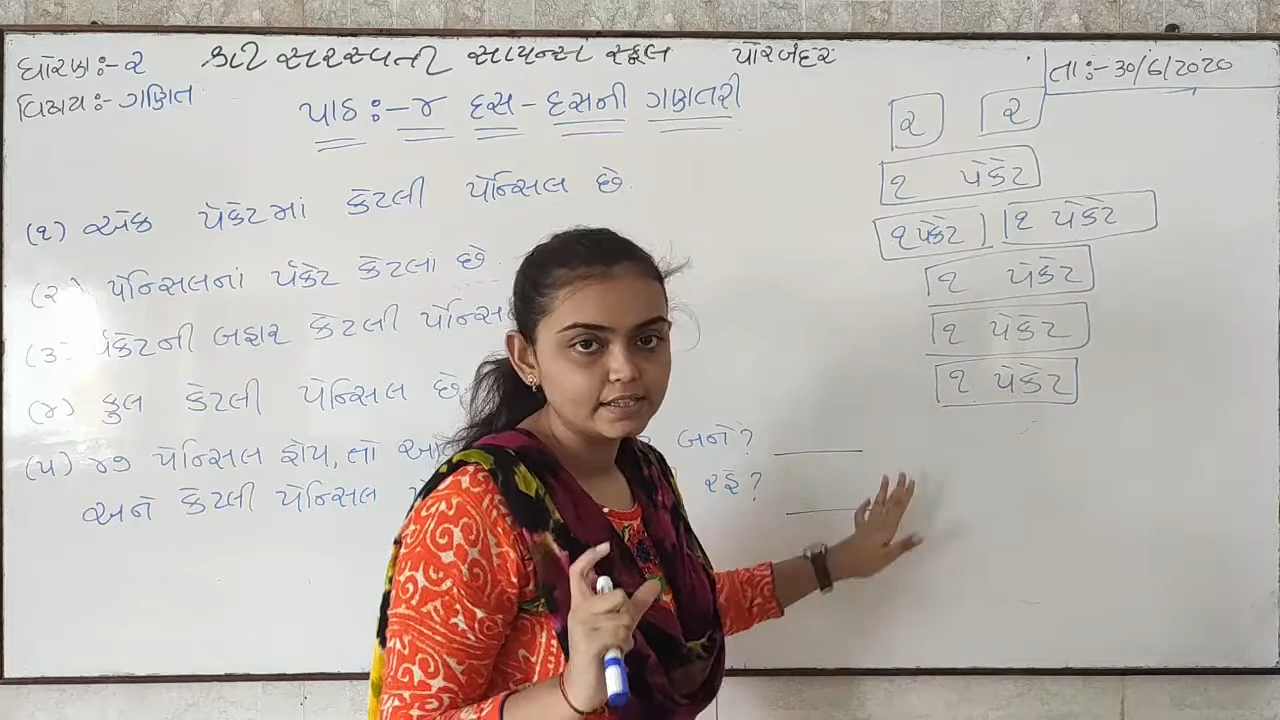 ધોરણ:-૨
શ્રી સરસ્વતી સાયન્સ સ્કૂલ પોરબંદર
તા:-30/6/2020
વિષય:-ગણિત
પાઠ:-૪ દસ-દસની ગણતરી
(૧) એક પેકેટમાં કેટલી પેન્સિલ છે.
(૨) પેન્સિલનાં પેકેટ કેટલાં છે.
(૩) પેકેટની બહાર કેટલી
(૪) કુલ કેટલી પેન્સિલ છે.
(૫) ૪૭ પેન્સિલ હોય, તો બને?
અને કેટલી પેન્સિલ રહે?
૨ ૨
૧ પેકેટ
૧ પેકેટ ૧ પેકેટ
૧ પેકેટ
૧ પેકેટ
૧ પેકેટ